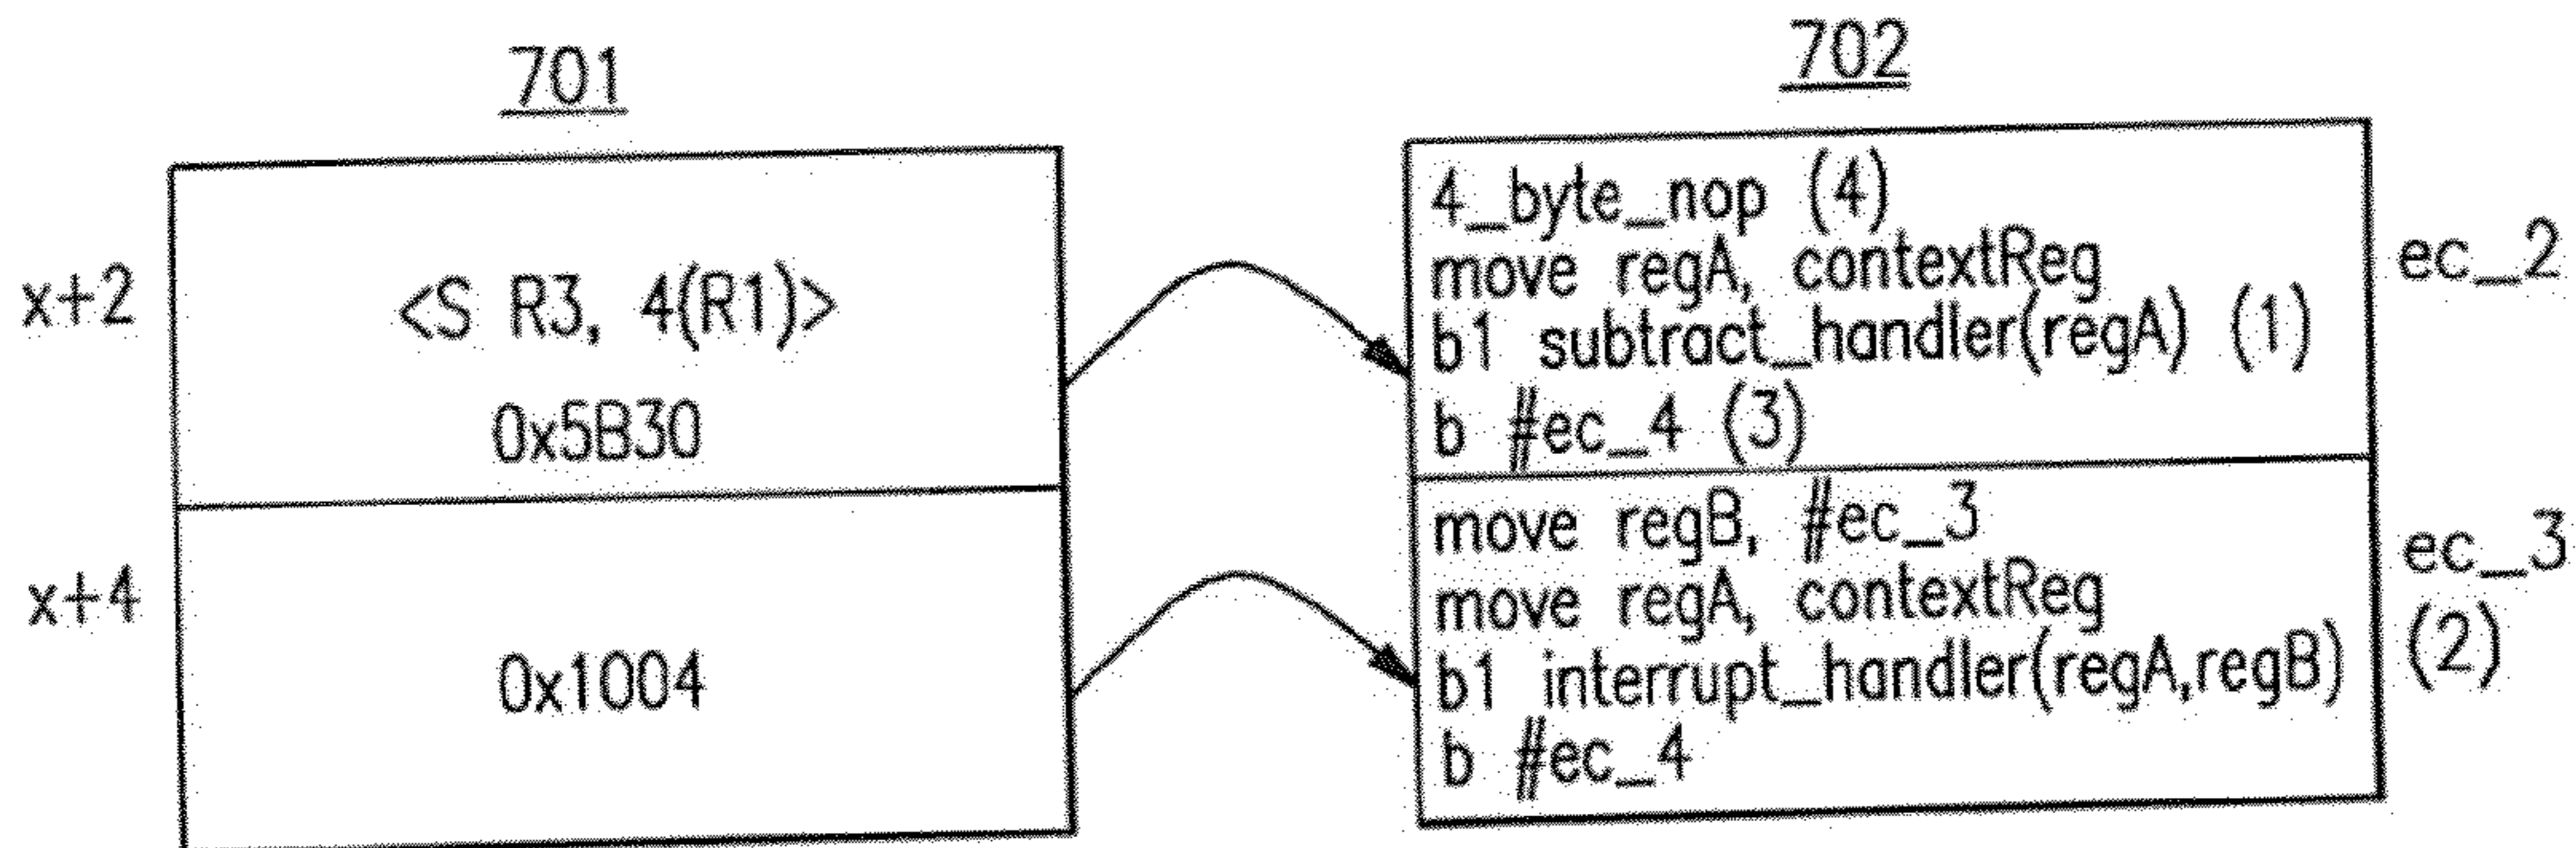 701
702
x+2
<S R3, 4(R1)>
0x5B30
x+4
0x1004
4_byte_nop (4)
move regA, contextReg
b1 subtract_handler(regA) (1)
b #ec_4 (3)
ec_2
move regB, #ec_3
move regA, contextReg
b1 interrupt_handler(regA,regB)
b #ec_4
ec_3
(2)